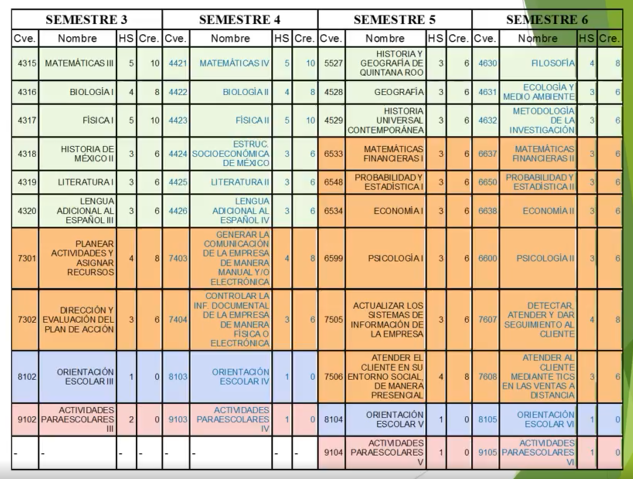 SEMESTRE 3 SEMESTRE 4 SEMESTRE 5 SEMESTRE 6
Cve. Nombre HS Cre. Cve. Nombre HS Cre. Cve. Nombre HS Cre. Cve. Nombre HS Cre.
4315 MATEMÁTICAS III 5 10 4421 MATEMÁTICAS IV 5 10 5527 HISTORIA Y GEOGRAFÍA DE QUINTANA ROO 3 6 4630 FILOSOFÍA 4 8
4316 BIOLOGÍA I 4 8 4422 BIOLOGÍA II 4 8 4528 GEOGRAFÍA 3 6 4631 ECOLOGÍA Y MEDIO AMBIENTE 3 6
4317 FÍSICA I 5 10 4423 FÍSICA II 5 10 4529 HISTORIA UNIVERSAL CONTEMPORÁNEA 3 6 4632 METODOLOGÍA DE LA INVESTIGACIÓN 3 6
4318 HISTORIA DE MÉXICO II 3 6 4424 ESTRUC. SOCIOECONÓMICA DE MÉXICO 3 6 6533 MATEMÁTICAS FINANCIERAS I 3 6 6637 MATEMÁTICAS FINANCIERAS II 3 6
4319 LITERATURA I 3 6 4425 LITERATURA II 3 6 6548 PROBABILIDAD Y ESTADÍSTICA I 3 6 6650 PROBABILIDAD Y ESTADÍSTICA II 3 6
4320 LENGUA ADICIONAL AL ESPAÑOL III 3 6 4426 LENGUA ADICIONAL AL ESPAÑOL IV 3 6 6534 ECONOMÍA I 3 6 6638 ECONOMÍA II 3 6
7301 PLANEAR ACTIVIDADES Y ASIGNAR RECURSOS 4 8 7403 GENERAR LA COMUNICACIÓN DE LA EMPRESA DE MANERA MANUAL Y/O ELECTRÓNICA 4 8 6599 PSICOLOGÍA I 3 6 6600 PSICOLOGÍA II 3 6
7302 DIRECCIÓN Y EVALUACIÓN DEL PLAN DE ACCIÓN 3 6 7404 CONTROLAR LA INF. DOCUMENTAL DE LA EMPRESA DE MANERA FÍSICA O ELECTRÓNICA 3 6 7505 ACTUALIZAR LOS SISTEMAS DE INFORMACIÓN DE LA EMPRESA 3 6 7607 DETECTAR, ATENDER Y DAR SEGUIMIENTO AL CLIENTE 4 8
8102 ORIENTACIÓN ESCOLAR III 1 0 8103 ORIENTACIÓN ESCOLAR IV 1 0 7506 ATENDER EL CLIENTE EN SU ENTORNO SOCIAL, DE MANERA PRESENCIAL 4 8 7608 ATENDER AL CLIENTE MEDIANTE TICS EN LAS VENTAS A DISTANCIA 3 6
9102 ACTIVIDADES PARAESCOLARES III 2 0 9103 ACTIVIDADES PARAESCOLARES IV 1 0 8104 ORIENTACIÓN ESCOLAR V 1 0 8105 ORIENTACIÓN ESCOLAR VI 1 0
- - - - - - - - 9104 ACTIVIDADES PARAESCOLARES V 1 0 9105 ACTIVIDADES PARAESCOLARES VI 1 0